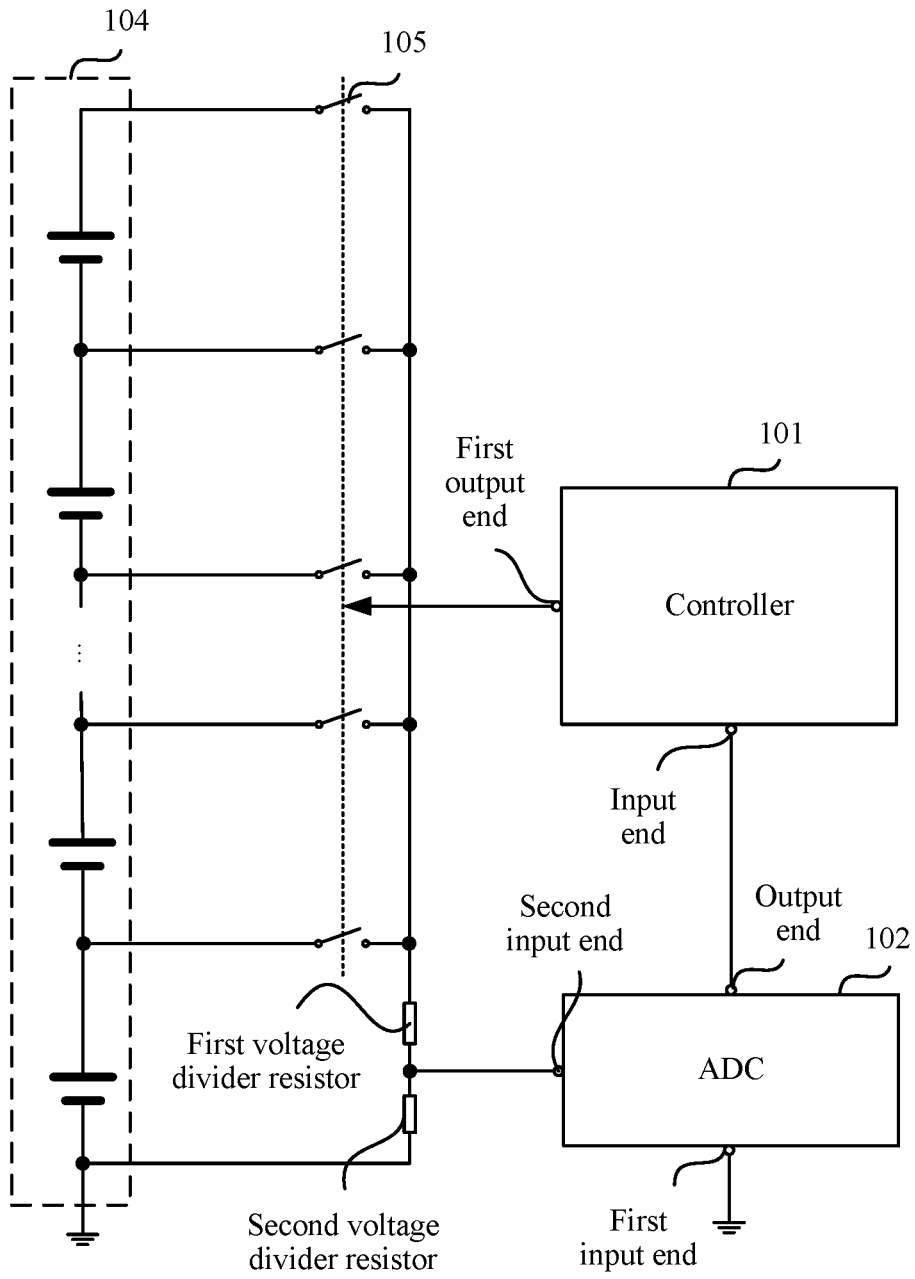 104
105
101
First
output
end
Controller
Input
end
Second
input end
Output
end
102
First voltage
divider resistor
ADC
...
Second voltage
divider resistor
First
input end